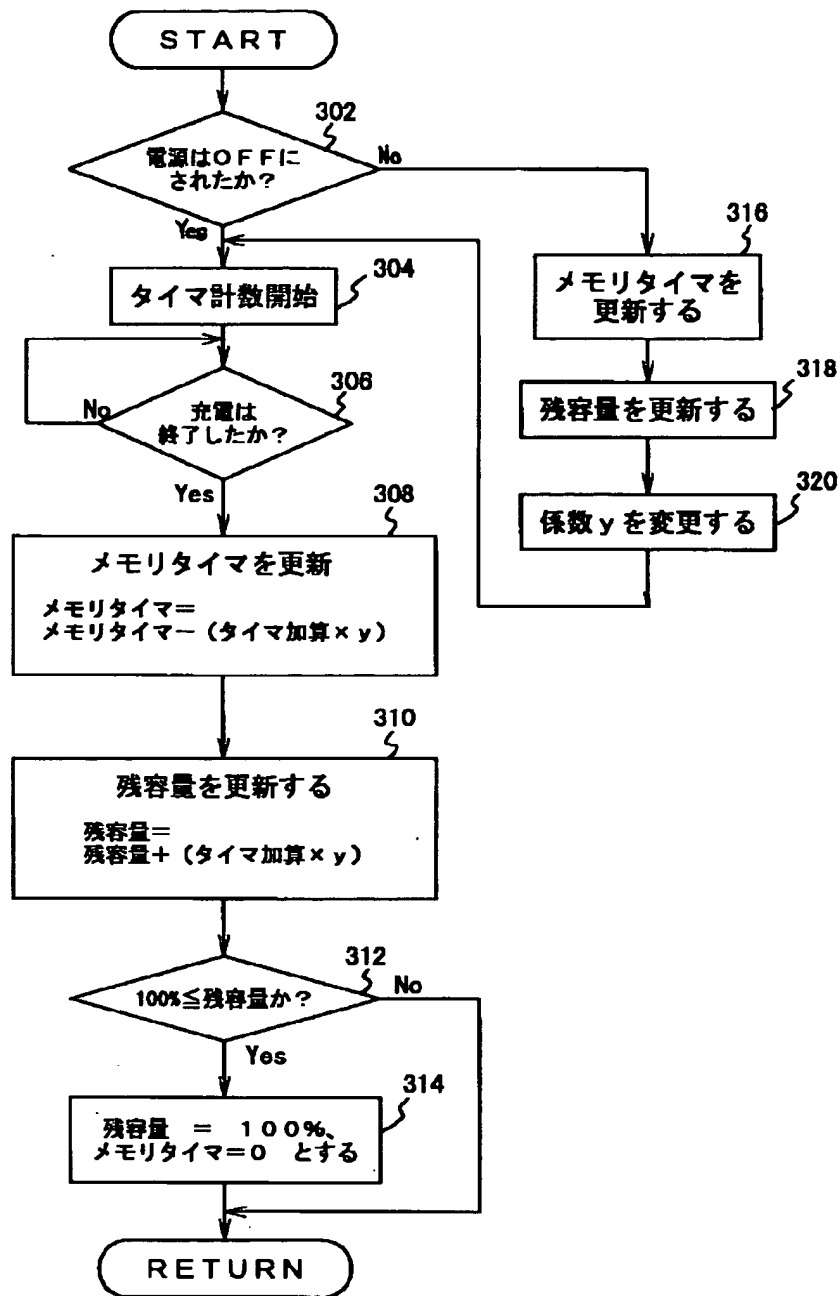 START
302
電源はOFFに
されたか?
No
Yes
304
タイマ計数開始
306
充電は
終了したか?
No
Yes
308
メモリタイマを更新
メモリタイマ=
メモリタイマー(タイマ加算×y)
310
残容量を更新する
残容量=
残容量+(タイマ加算×y)
312
100%≦残容量か?
No
Yes
314
残容量 = 100%、
メモリタイマ=0 とする
RETURN
316
メモリタイマを
更新する
318
残容量を更新する
320
係数yを変更する